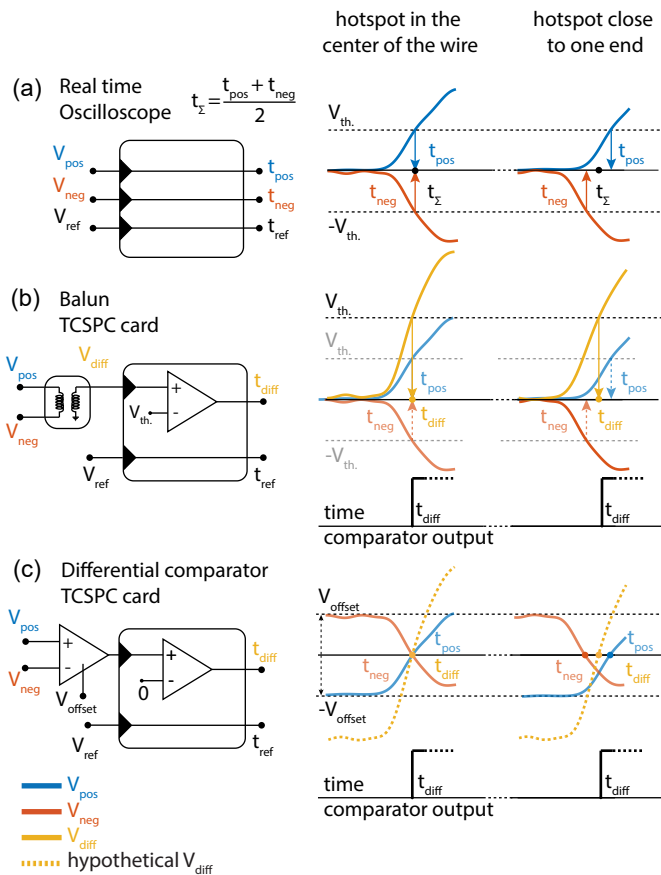 hotspot in the center of the wire
hotspot close to one end
(a) Real time Oscilloscope
t_Σ = (t_pos + t_neg) / 2
V_pos
V_neg
V_ref
t_pos
t_neg
t_ref
V_th.
t_pos
t_neg
t_Σ
-V_th.
t_pos
t_neg
t_Σ
(b) Balun TCSPC card
V_diff
V_pos
V_neg
+
V_th.
-
t_diff
V_ref
t_ref
V_th.
V_th.
t_pos
t_neg
t_diff
-V_th.
t_pos
t_neg
t_diff
t_diff
t_diff
time
comparator output
(c) Differential comparator TCSPC card
V_pos
+
V_neg
-
V_offset
+
0
-
t_diff
V_ref
t_ref
V_offset
t_pos
t_neg
t_diff
-V_offset
t_pos
t_neg
t_diff
t_diff
t_diff
time
comparator output
V_pos
V_neg
V_diff
hypothetical V_diff